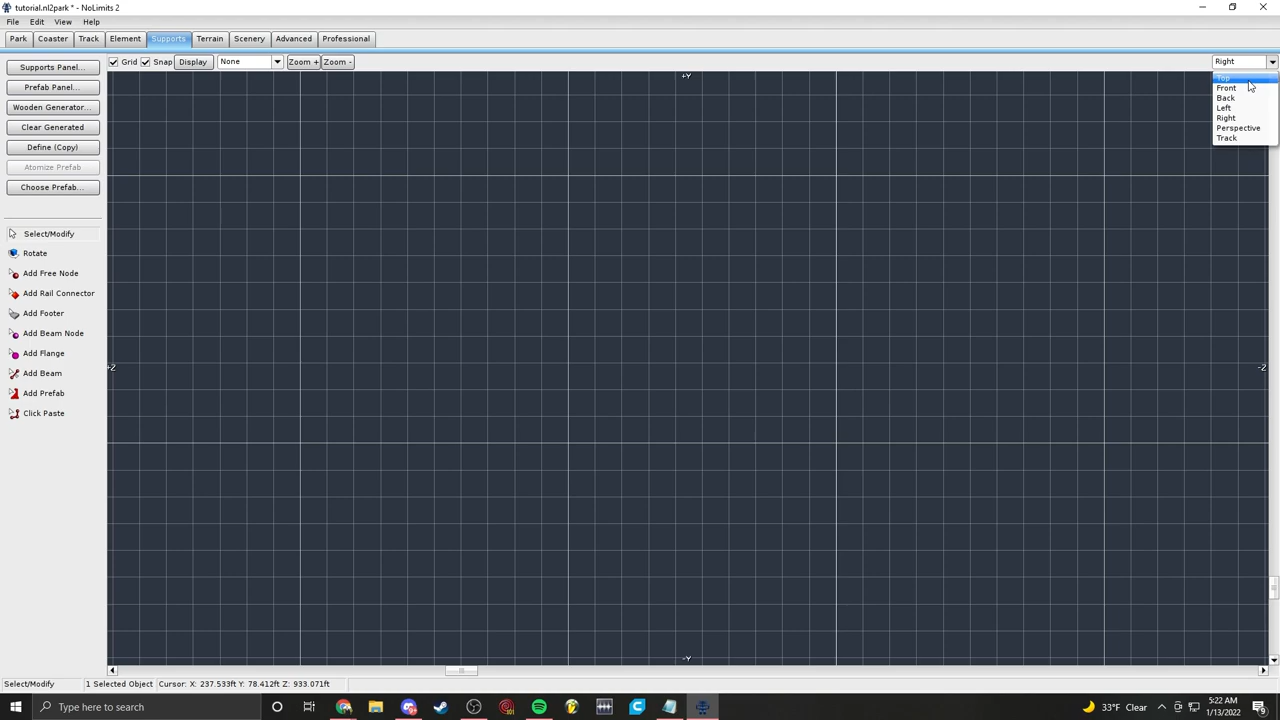 tutorial.nl2park * - NoLimits 2
File Edit View Help
Park Coaster Track Element Supports Terrain Scenery Advanced Professional
Grid Snap Display None Zoom + Zoom - Right
Supports Panel...
Prefab Panel...
Wooden Generator...
Clear Generated
Define (Copy)
Atomize Prefab
Choose Prefab...
Select/Modify
Rotate
Add Free Node
Add Rail Connector
Add Footer
Add Beam Node
Add Flange
Add Beam
Add Prefab
Click Paste
+Y
+Z
-Z
-Y
Top
Front
Back
Left
Right
Perspective
Track
Select/Modify 1 Selected Object Cursor: X: 237.533ft Y: 78.412ft Z: 933.071ft
Type here to search
33°F Clear
5:22 AM
1/13/2022